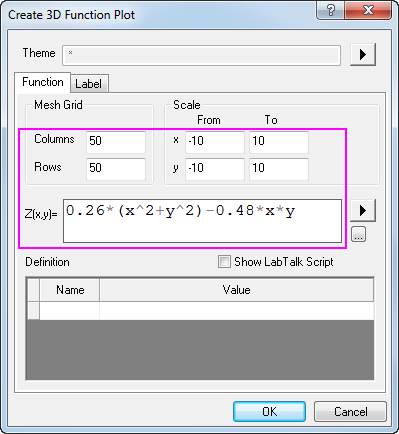 Create 3D Function Plot
Theme *
Function Label
Mesh Grid Scale
From To
Columns 50 x -10 10
Rows 50 y -10 10
Z(x,y)= 0.26*(x^2+y^2)-0.48*x*y
...
Definition Show LabTalk Script
Name Value
OK Cancel